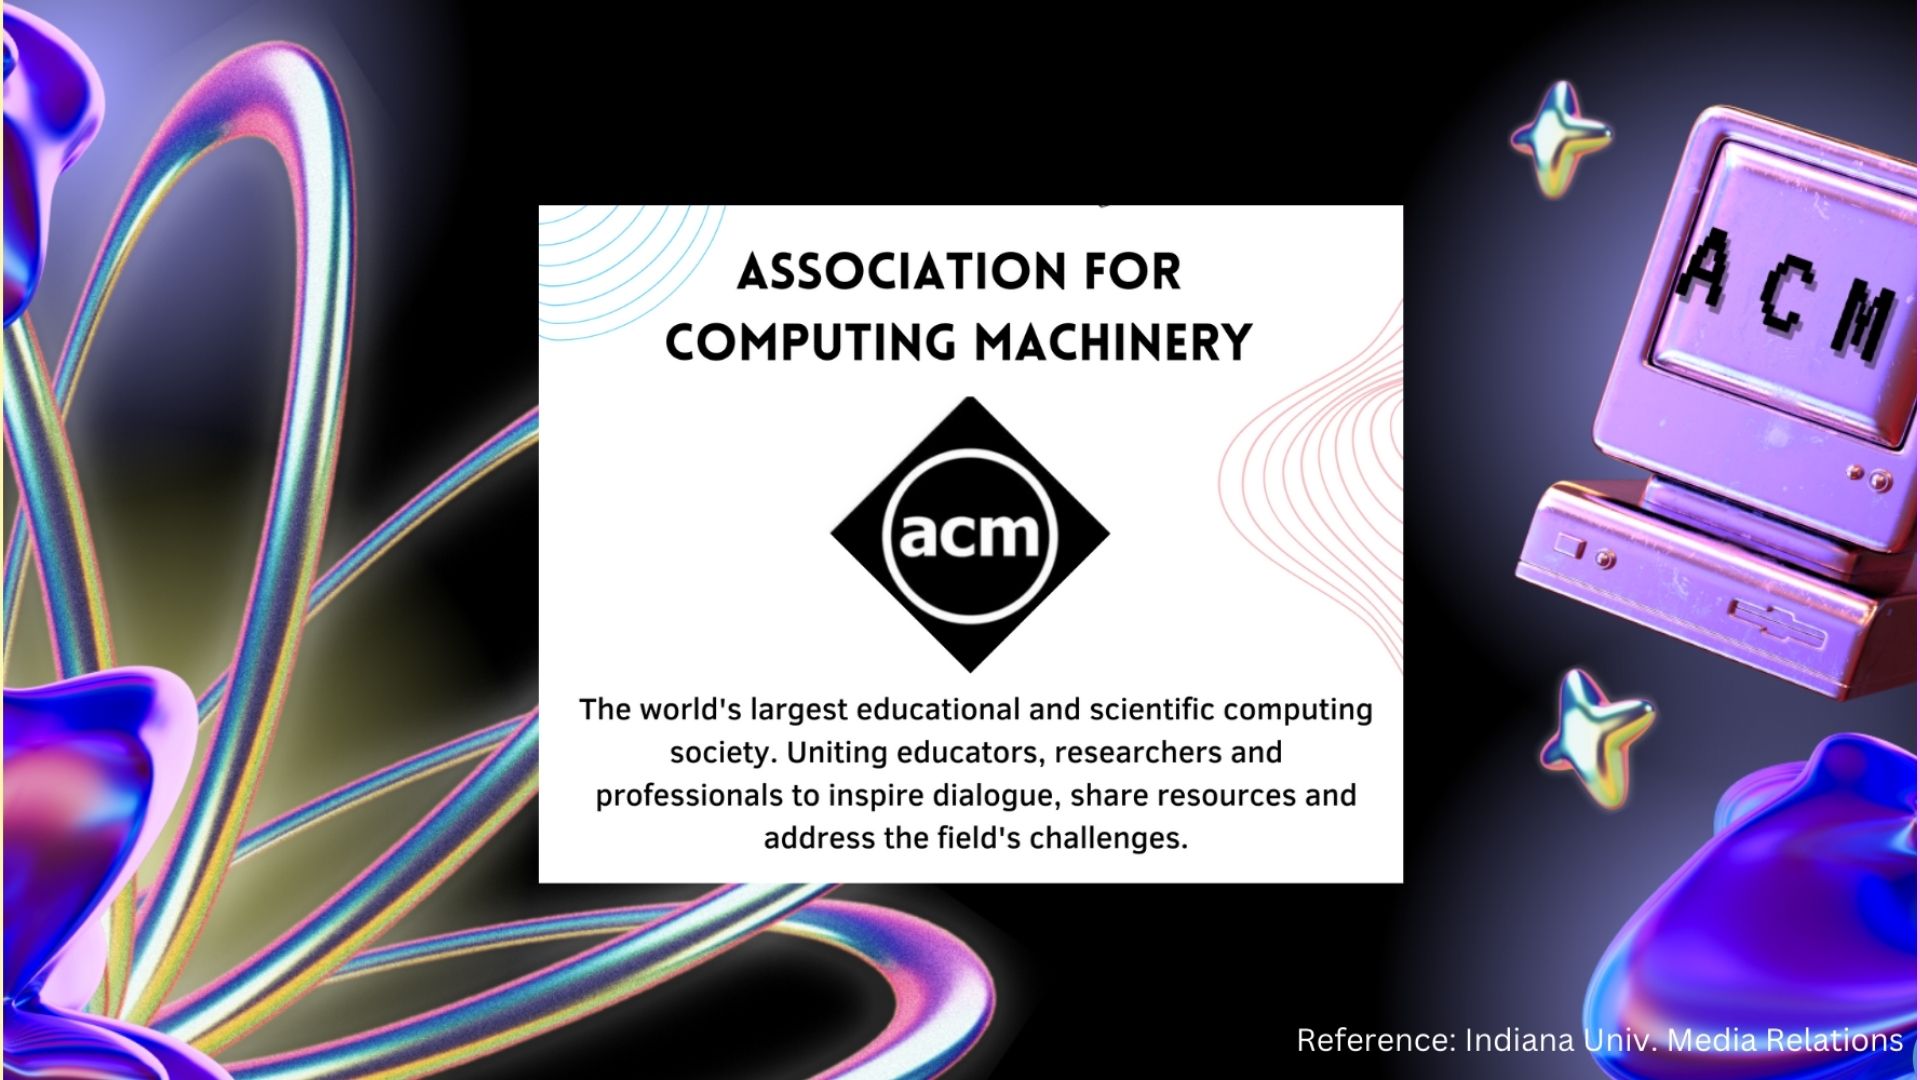 ASSOCIATION FOR
COMPUTING MACHINERY
acm
The world's largest educational and scientific computing
society. Uniting educators, researchers and
professionals to inspire dialogue, share resources and
address the field's challenges.
A C M
Reference: Indiana Univ. Media Relations